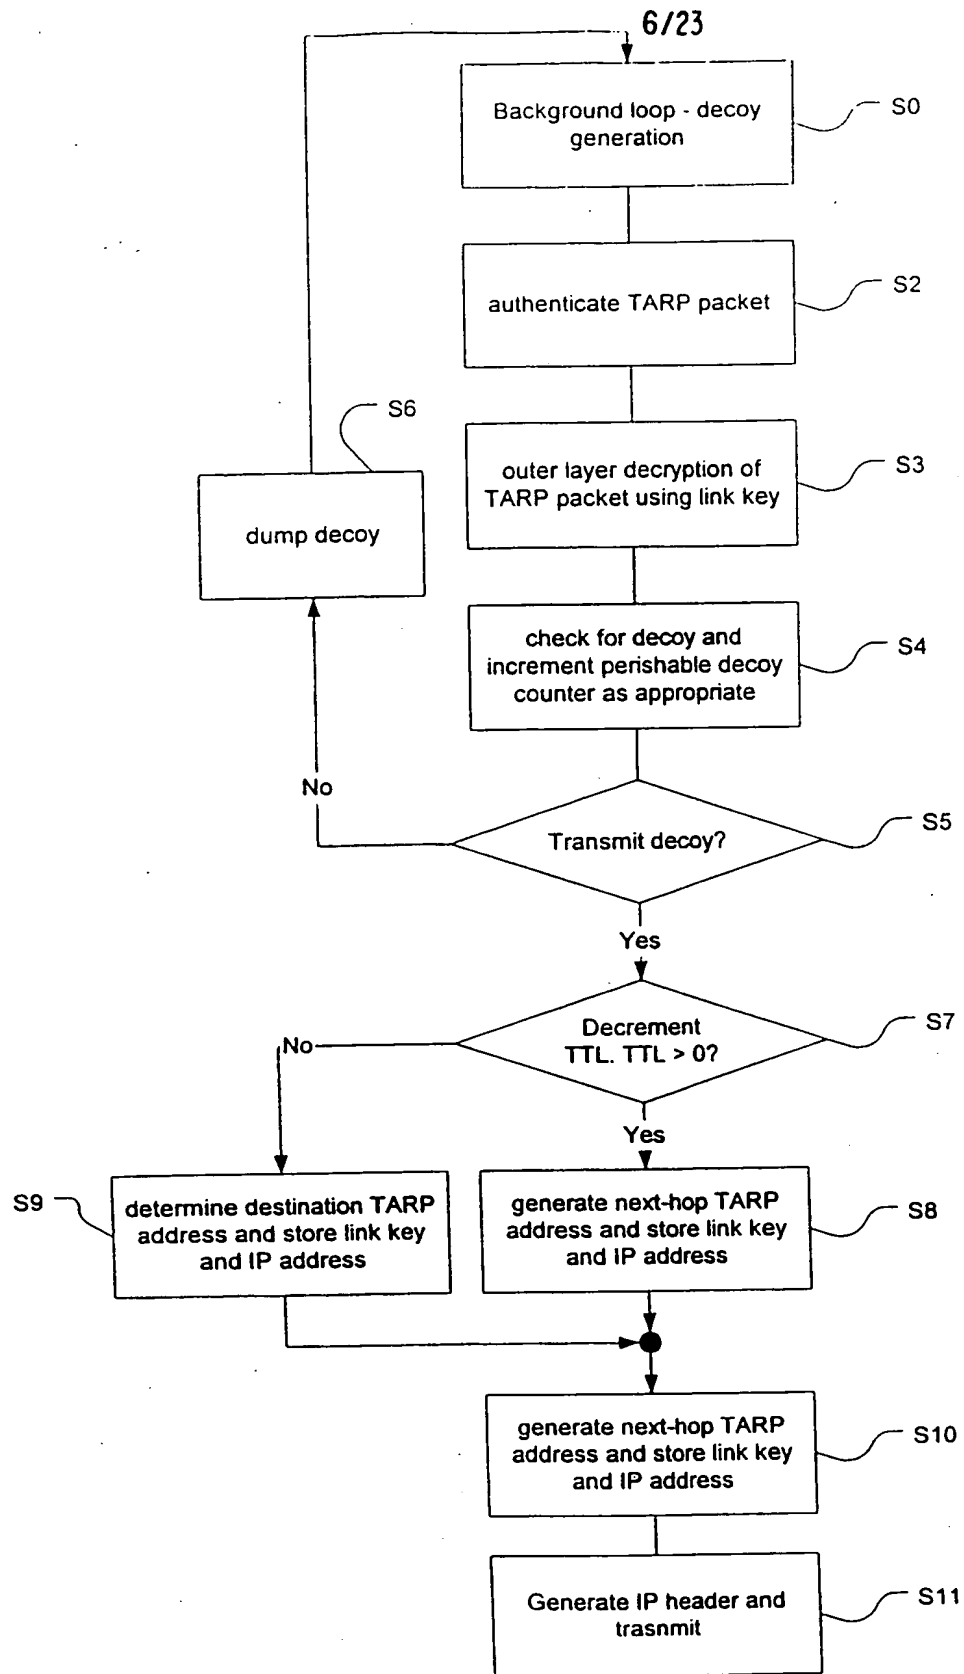 6/23
Background loop - decoy
generation
S0
authenticate TARP packet
S2
outer layer decryption of
TARP packet using link key
S3
S6
dump decoy
check for decoy and
increment perishable decoy
counter as appropriate
S4
No
Transmit decoy?
S5
Yes
Decrement
TTL. TTL > 0?
S7
No
Yes
S9
determine destination TARP
address and store link key
and IP address
generate next-hop TARP
address and store link key
and IP address
S8
generate next-hop TARP
address and store link key
and IP address
S10
Generate IP header and
trasnmit
S11